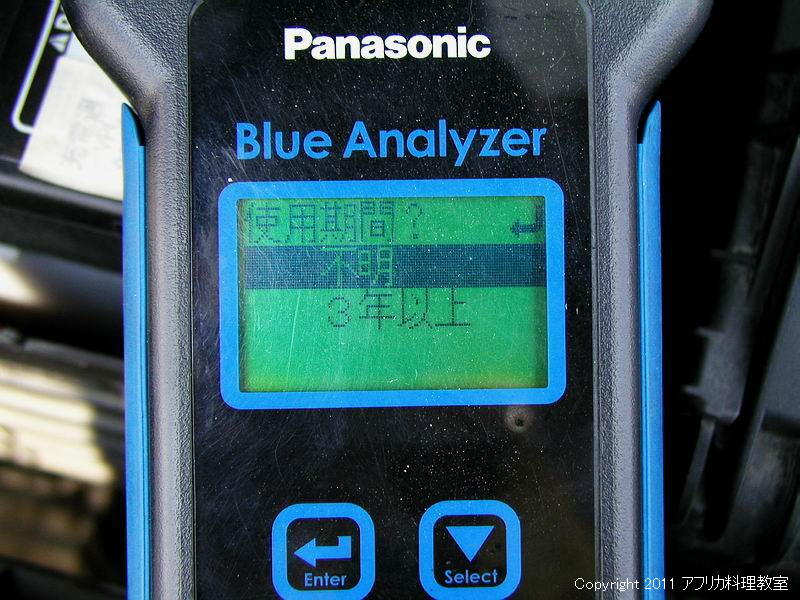 Panasonic
Blue Analyzer
使用期間?
不明
3年以上
Enter
Select
Copyright 2011 アフリカ料理教室